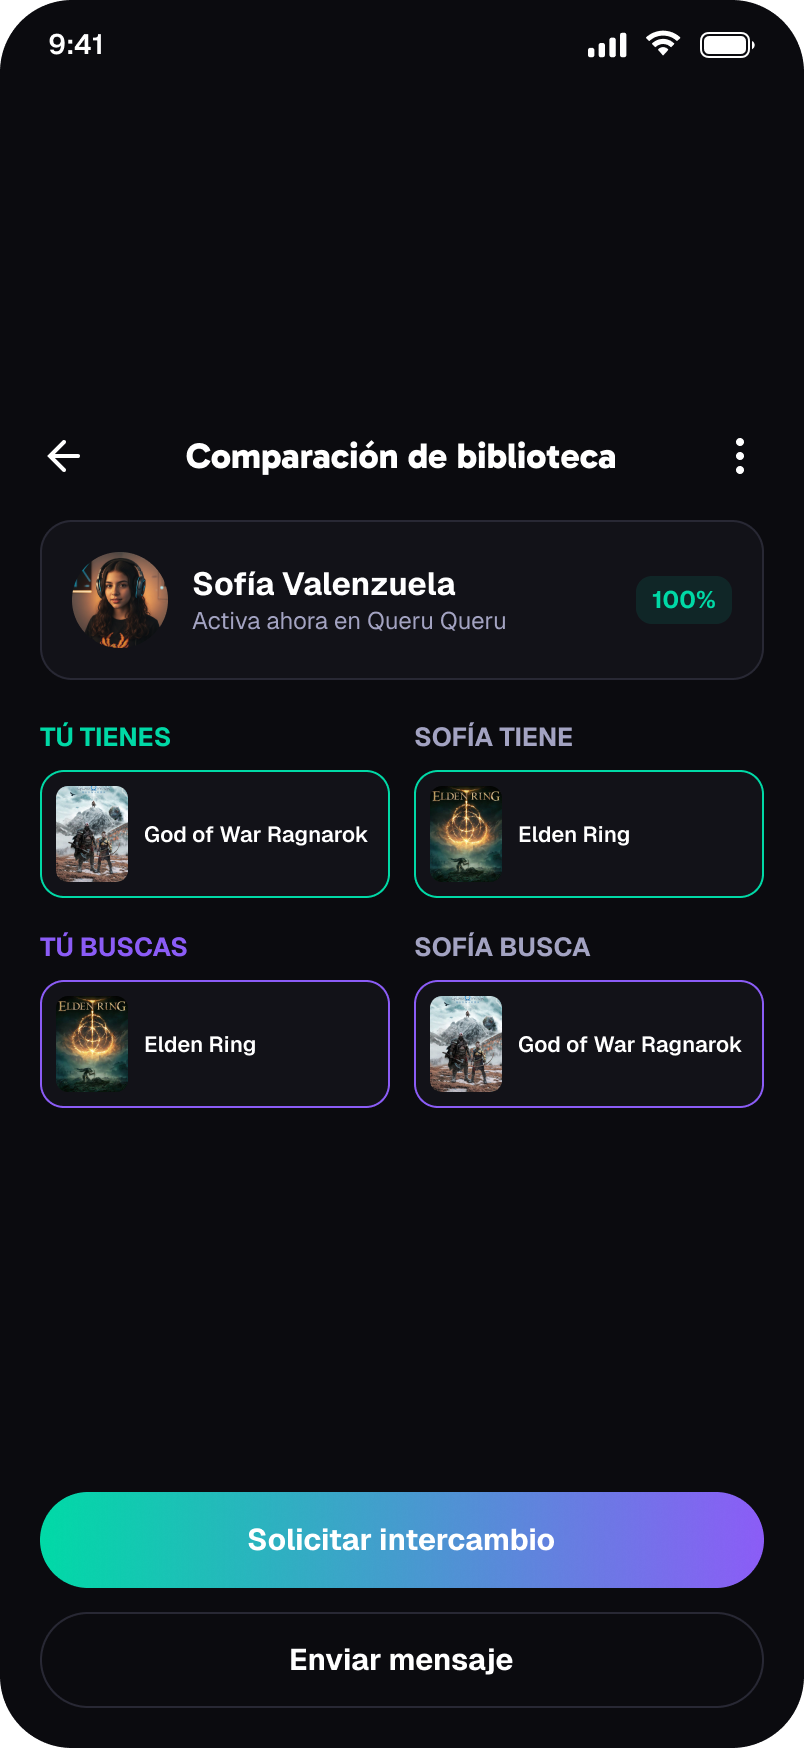 9:41
Comparación de biblioteca
Sofía Valenzuela
Activa ahora en Queru Queru
100%
TÚ TIENES
SOFÍA TIENE
God of War Ragnarok
ELDEN RING
Elden Ring
TÚ BUSCAS
SOFÍA BUSCA
ELDEN RING
Elden Ring
God of War Ragnarok
Solicitar intercambio
Enviar mensaje